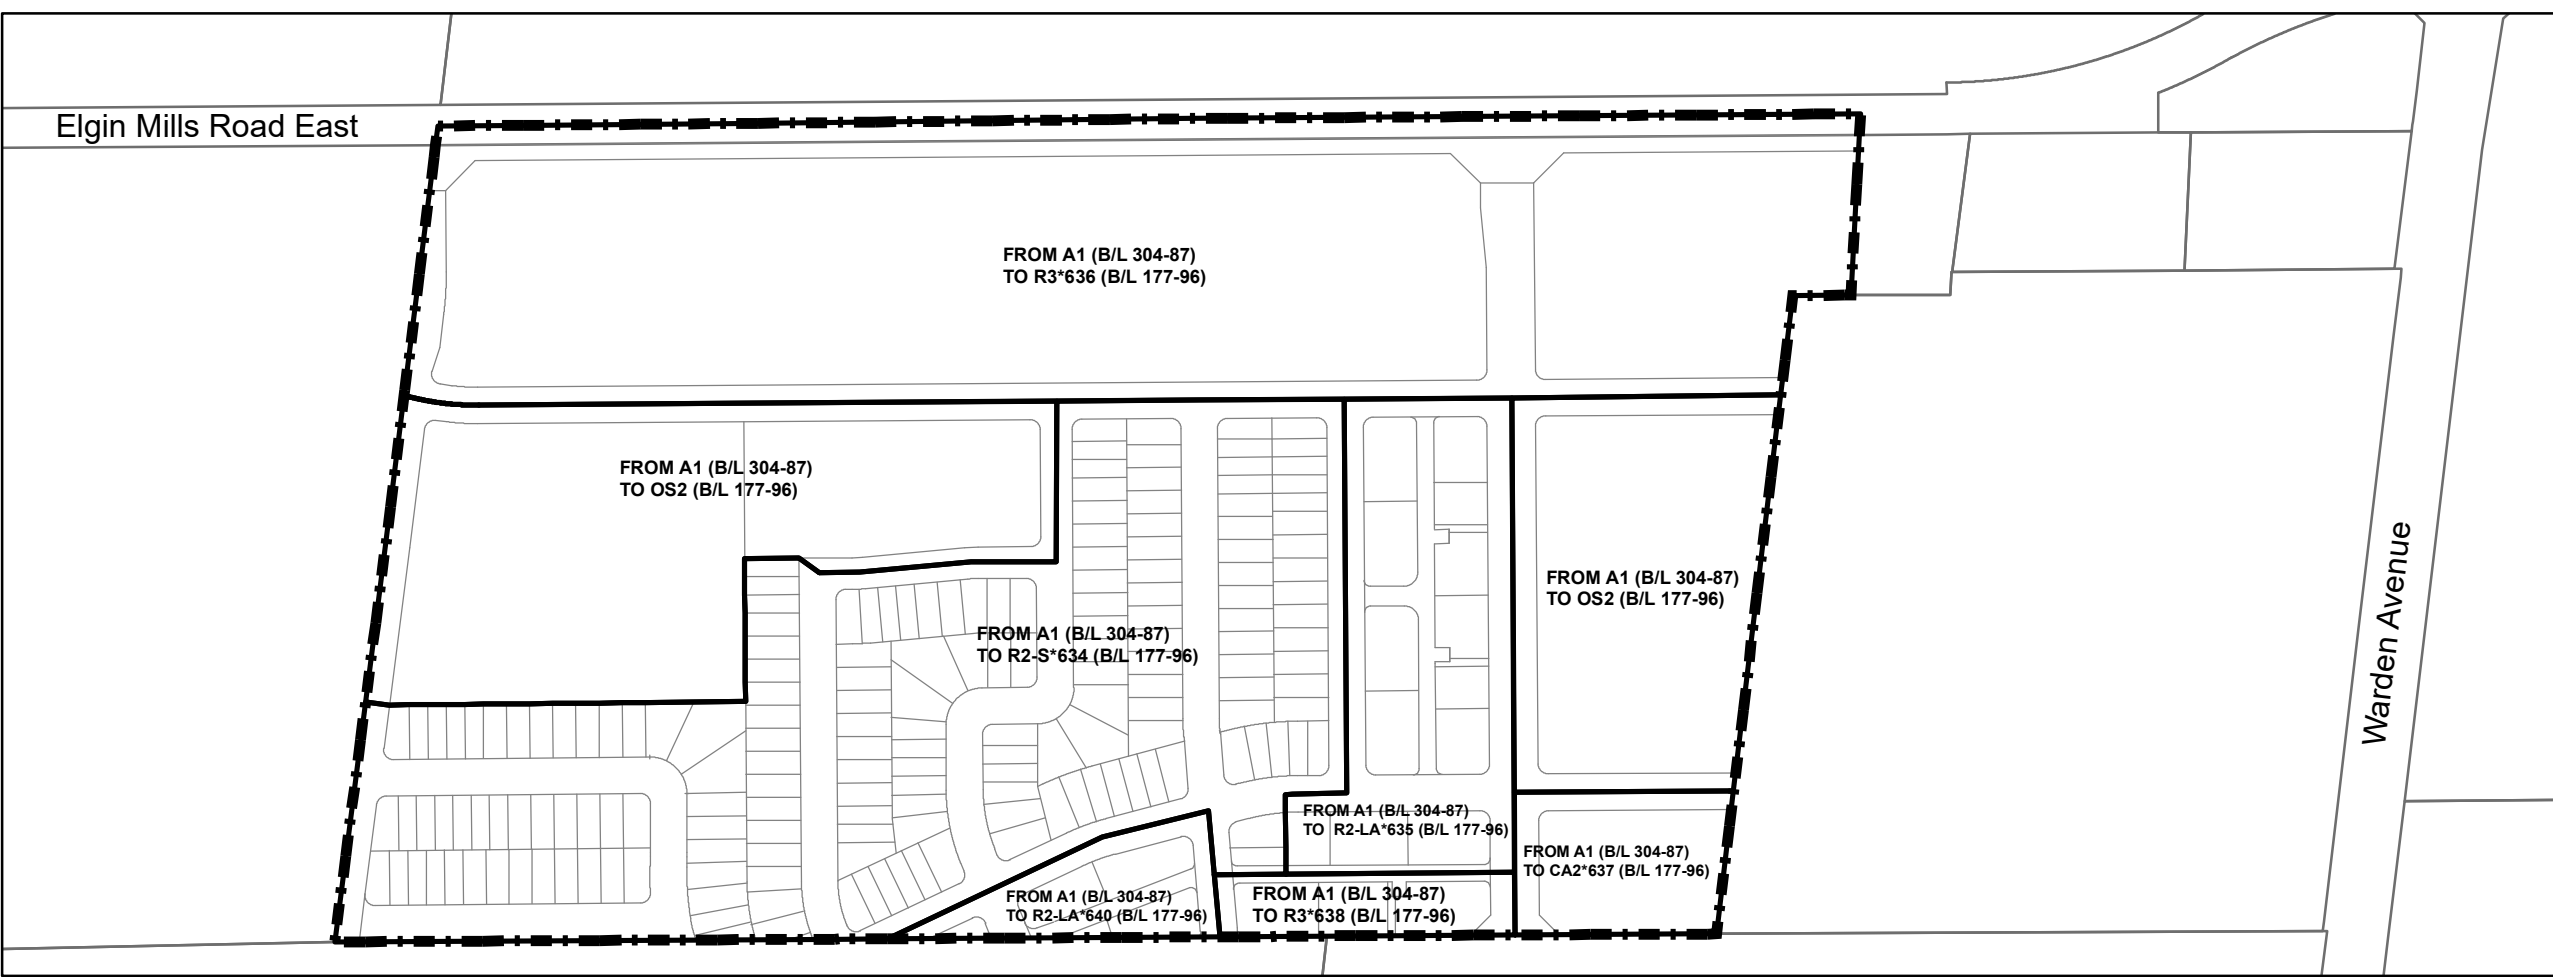 Elgin Mills Road East
FROM A1 (B/L 304-87)
TO R3*636 (B/L 177-96)
FROM A1 (B/L 304-87)
TO OS2 (B/L 177-96)
FROM A1 (B/L 304-87)
TO OS2 (B/L 177-96)
FROM A1 (B/L 304-87)
TO R2-S*634 (B/L 177-96)
Warden Avenue
FROM A1 (B/L 304-87)
TO R2-LA*635 (B/L 177-96)
FROM A1 (B/L 304-87)
TO CA2*637 (B/L 177-96)
FROM A1 (B/L 304-87)
TO R2-LA*640 (B/L 177-96)
FROM A1 (B/L 304-87)
TO R3*638 (B/L 177-96)